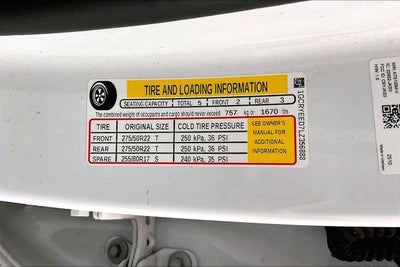 TIRE AND LOADING INFORMATION
SEATING CAPACITY TOTAL 5 FRONT 2 REAR 3
The combined weight of occupants and cargo should never exceed 757 kg or 1670 lbs
TIRE ORIGINAL SIZE COLD TIRE PRESSURE
FRONT 275/50R22 T 250 kPa, 36 PSI
REAR 275/50R22 T 250 kPa, 36 PSI
SPARE 255/80R17 S 240 kPa, 35 PSI
SEE OWNER'S
MANUAL FOR
ADDITIONAL
INFORMATION